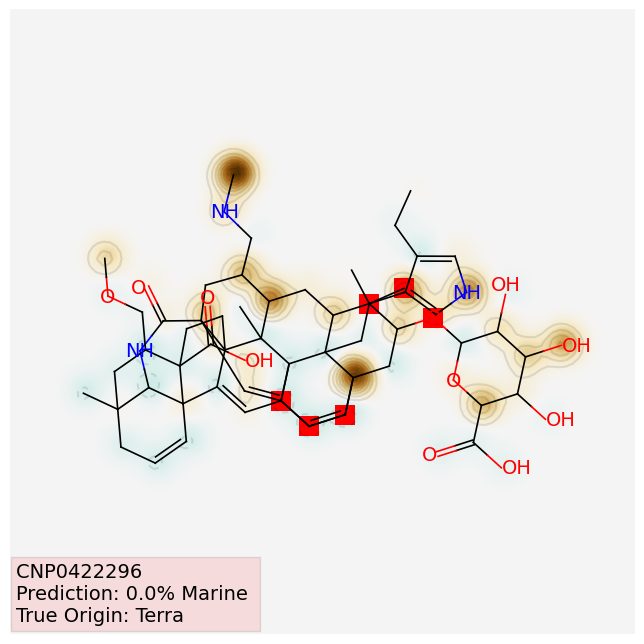 NH
O
O
O
OH
NH
OH
NH
OH
O
OH
O
OH
CNP0422296
Prediction: 0.0% Marine
True Origin: Terra